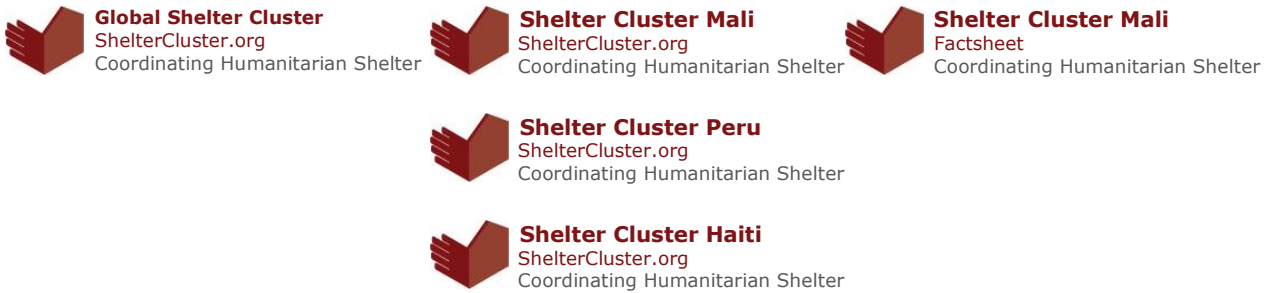 Global Shelter Cluster
ShelterCluster.org
Coordinating Humanitarian Shelter
Shelter Cluster Mali
ShelterCluster.org
Coordinating Humanitarian Shelter
Shelter Cluster Mali
Factsheet
Coordinating Humanitarian Shelter
Shelter Cluster Peru
ShelterCluster.org
Coordinating Humanitarian Shelter
Shelter Cluster Haiti
ShelterCluster.org
Coordinating Humanitarian Shelter